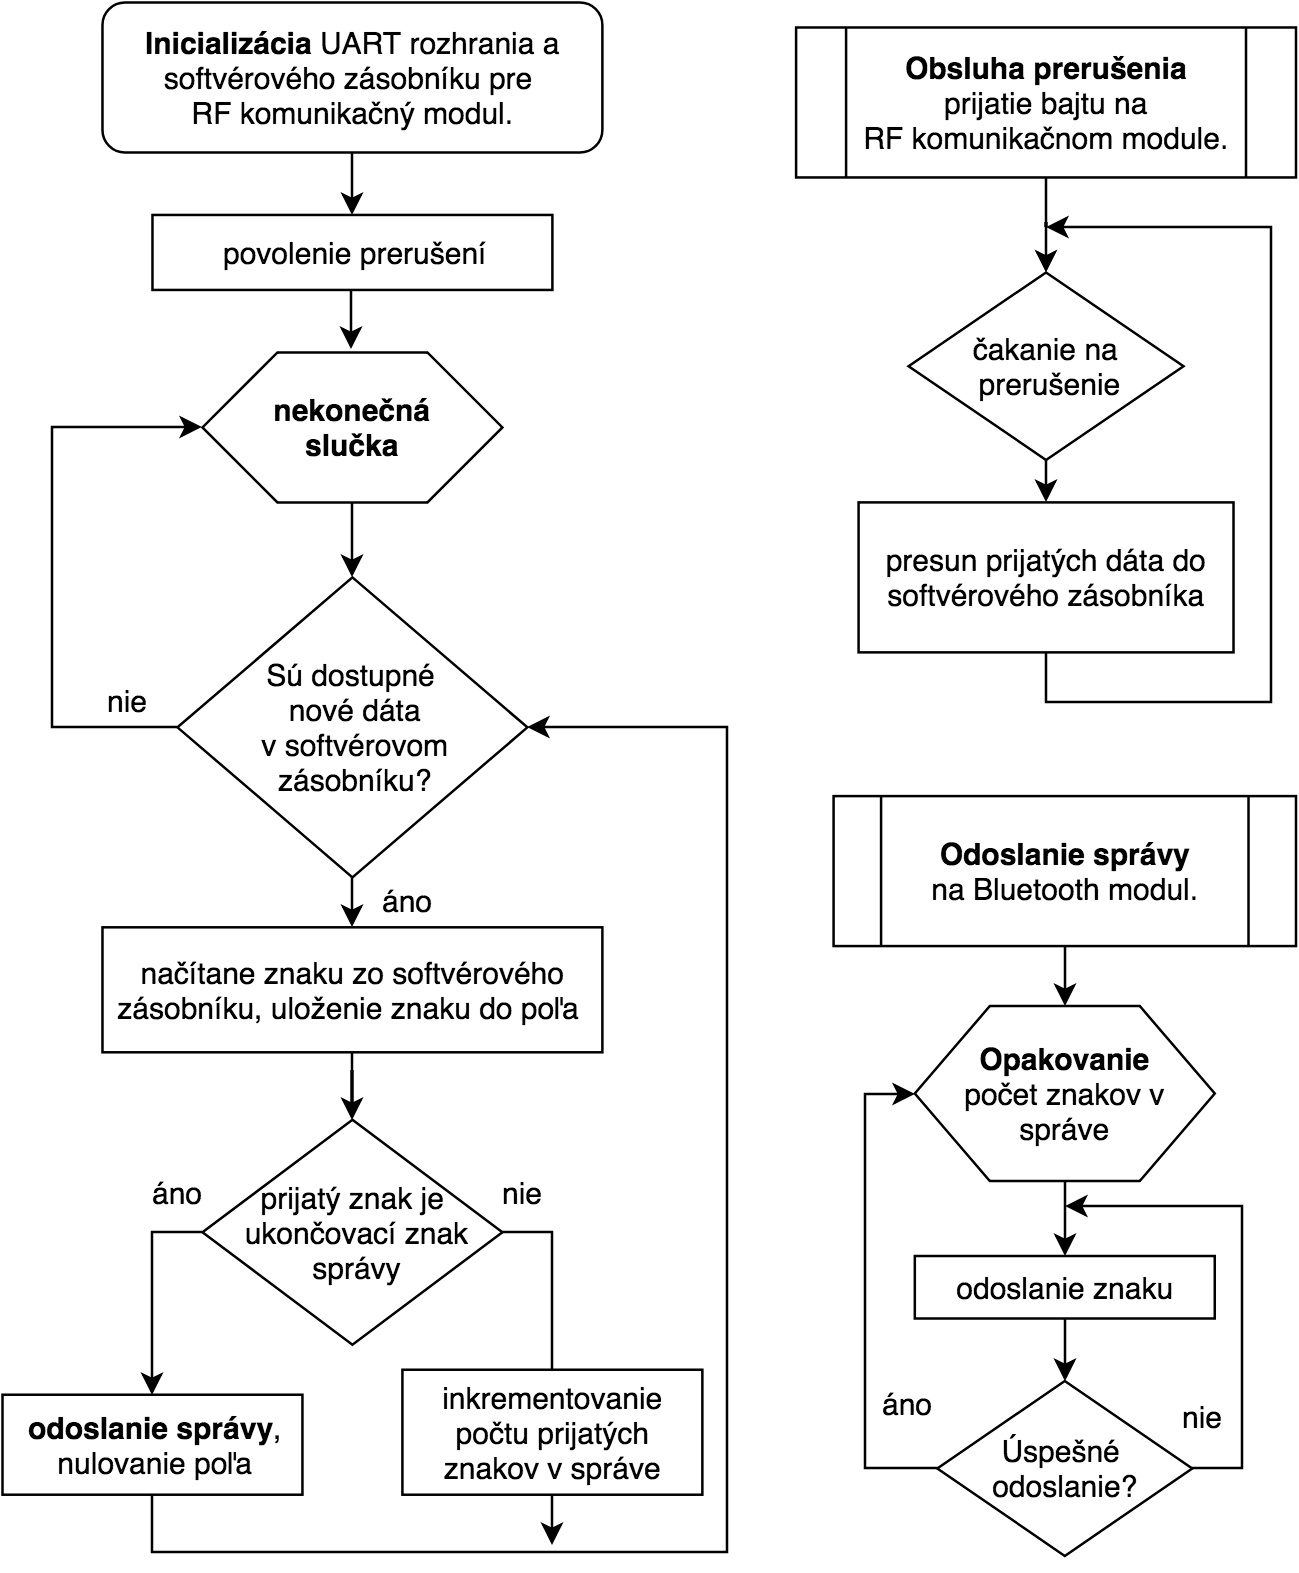 Inicializácia UART rozhrania a
softvérového zásobníku pre
RF komunikačný modul.
povolenie prerušení
nekonečná
slučka
Sú dostupné
nové dáta
v softvérovom
zásobníku?
nie
áno
načítane znaku zo softvérového
zásobníku, uloženie znaku do poľa
prijatý znak je
ukončovací znak
správy
áno
nie
odoslanie správy,
nulovanie poľa
inkrementovanie
počtu prijatých
znakov v správe
Obsluha prerušenia
prijatie bajtu na
RF komunikačnom module.
čakanie na
prerušenie
presun prijatých dáta do
softvérového zásobníka
Odoslanie správy
na Bluetooth modul.
Opakovanie
počet znakov v
správe
odoslanie znaku
Úspešné
odoslanie?
áno
nie